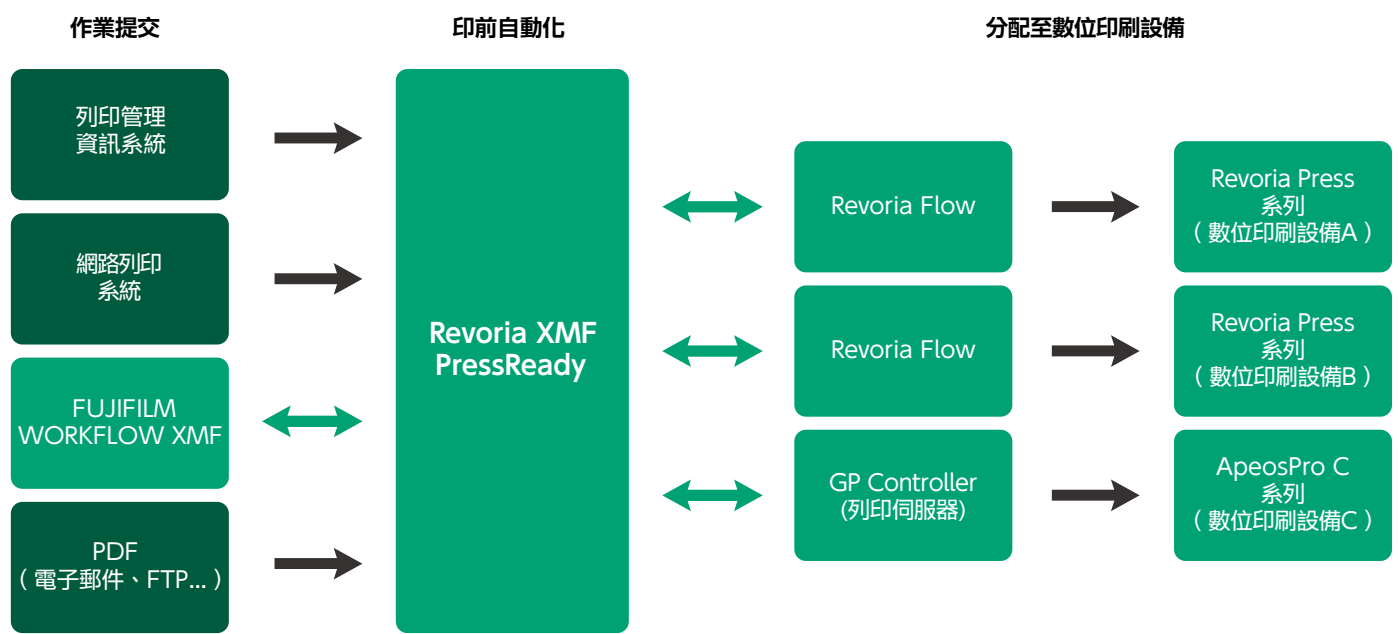 作業提交
印前自動化
分配至數位印刷設備
列印管理
資訊系統
網路列印
系統
FUJIFILM
WORKFLOW XMF
PDF
（電子郵件、FTP...）
Revoria XMF
PressReady
Revoria Flow
Revoria Press
系列
（數位印刷設備A）
Revoria Flow
Revoria Press
系列
（數位印刷設備B）
GP Controller
(列印伺服器)
ApeosPro C
系列
（數位印刷設備C）